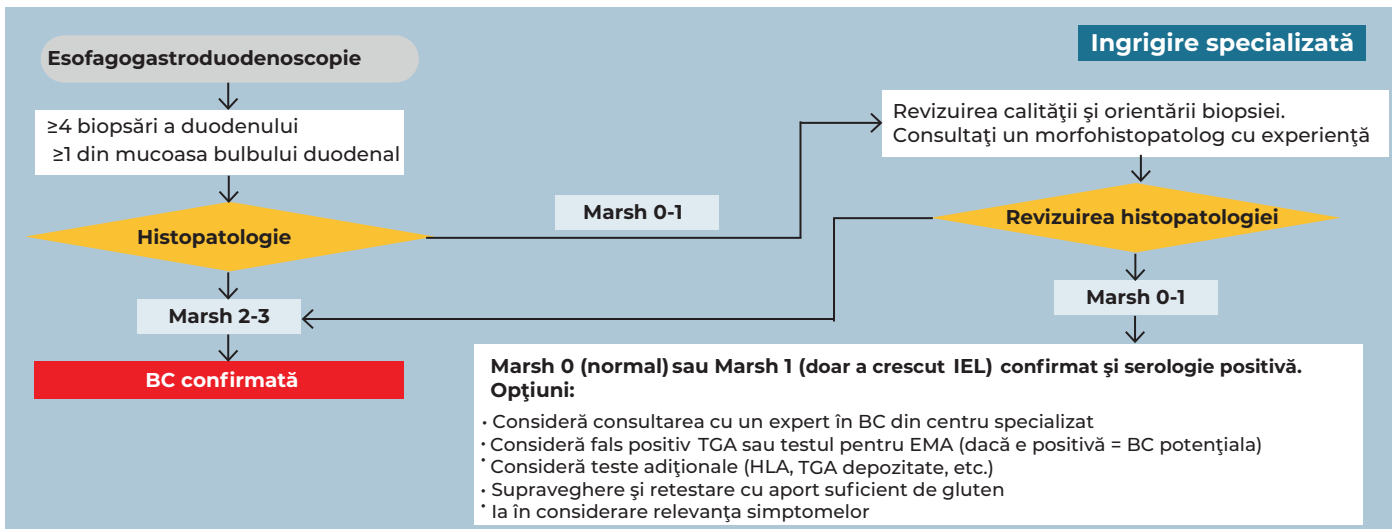 Ingrigire specializată
Esofagogastroduodenoscopie
≥4 biopsări a duodenului
≥1 din mucoasa bulbului duodenal
Histopatologie
Marsh 0-1
Revizuirea calităţii şi orientării biopsiei.
Consultaţi un morfohistopatolog cu experienţă
Revizuirea histopatologiei
Marsh 2-3
BC confirmată
Marsh 0-1
Marsh 0 (normal) sau Marsh 1 (doar a crescut IEL) confirmat şi serologie positivă.
Opţiuni:
· Consideră consultarea cu un expert în BC din centru specializat
· Consideră fals positiv TGA sau testul pentru EMA (dacă e positivă = BC potenţiala)
· Consideră teste adiţionale (HLA, TGA depozitate, etc.)
· Supraveghere şi retestare cu aport suficient de gluten
· Ia în considerare relevanţa simptomelor